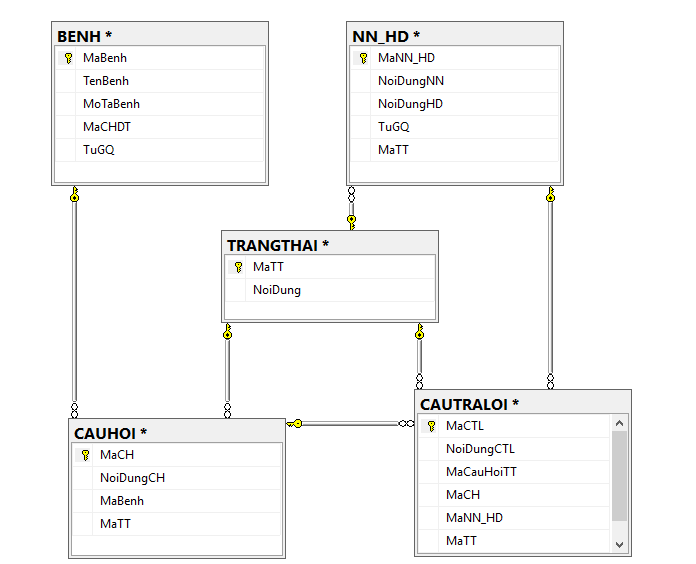 BENH *
MaBenh
TenBenh
MoTaBenh
MaCHDT
TuGQ
NN_HD *
MaNN_HD
NoiDungNN
NoiDungHD
TuGQ
MaTT
TRANGTHAI *
MaTT
NoiDung
CAUHOI *
MaCH
NoiDungCH
MaBenh
MaTT
CAUTRALOI *
MaCTL
NoiDungCTL
MaCauHoiTT
MaCH
MaNN_HD
MaTT